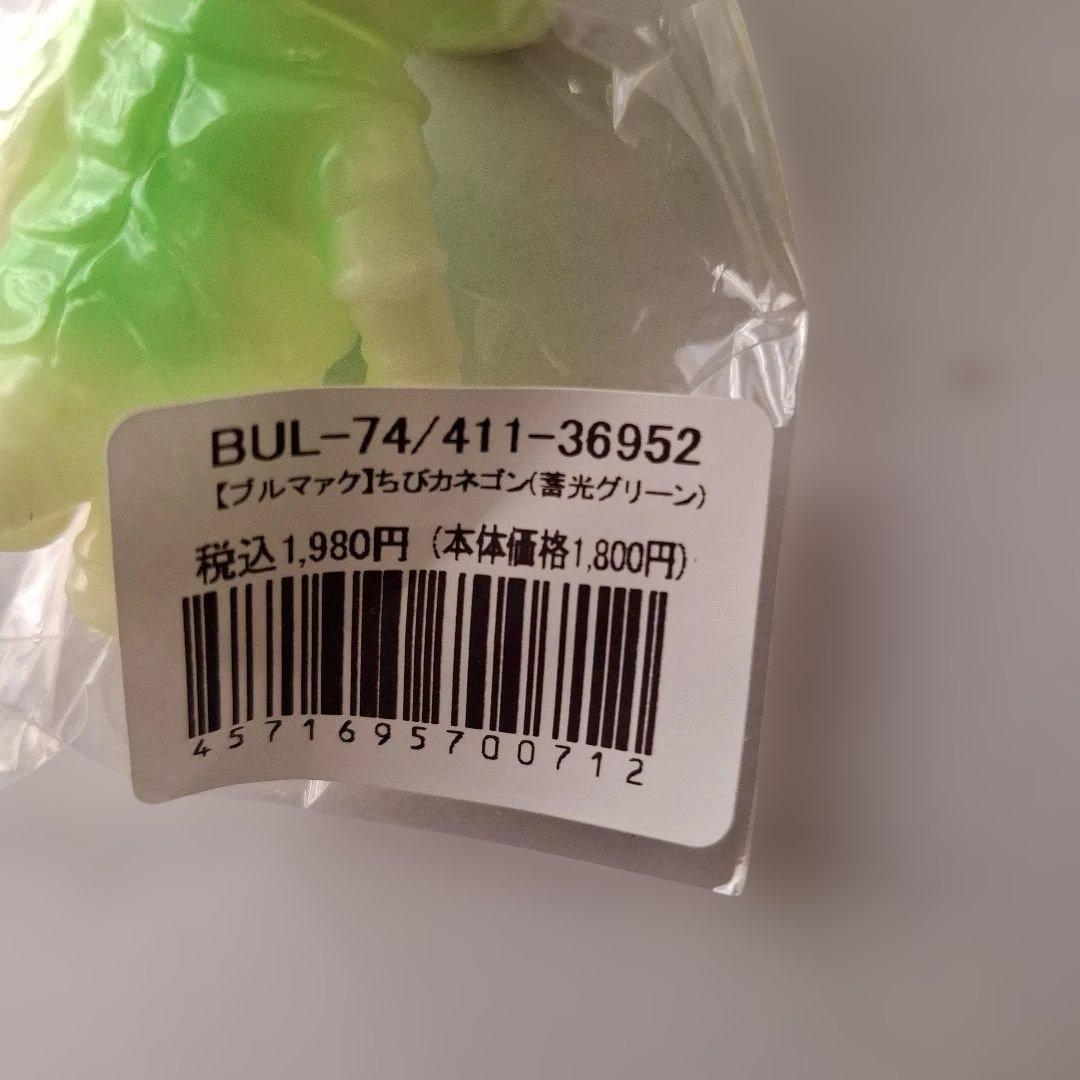 BUL-74/411-36952
【ブルマァク】ちびカネゴン(蓄光グリーン)
税込1,980円 (本体価格1,800円)
4571695700712